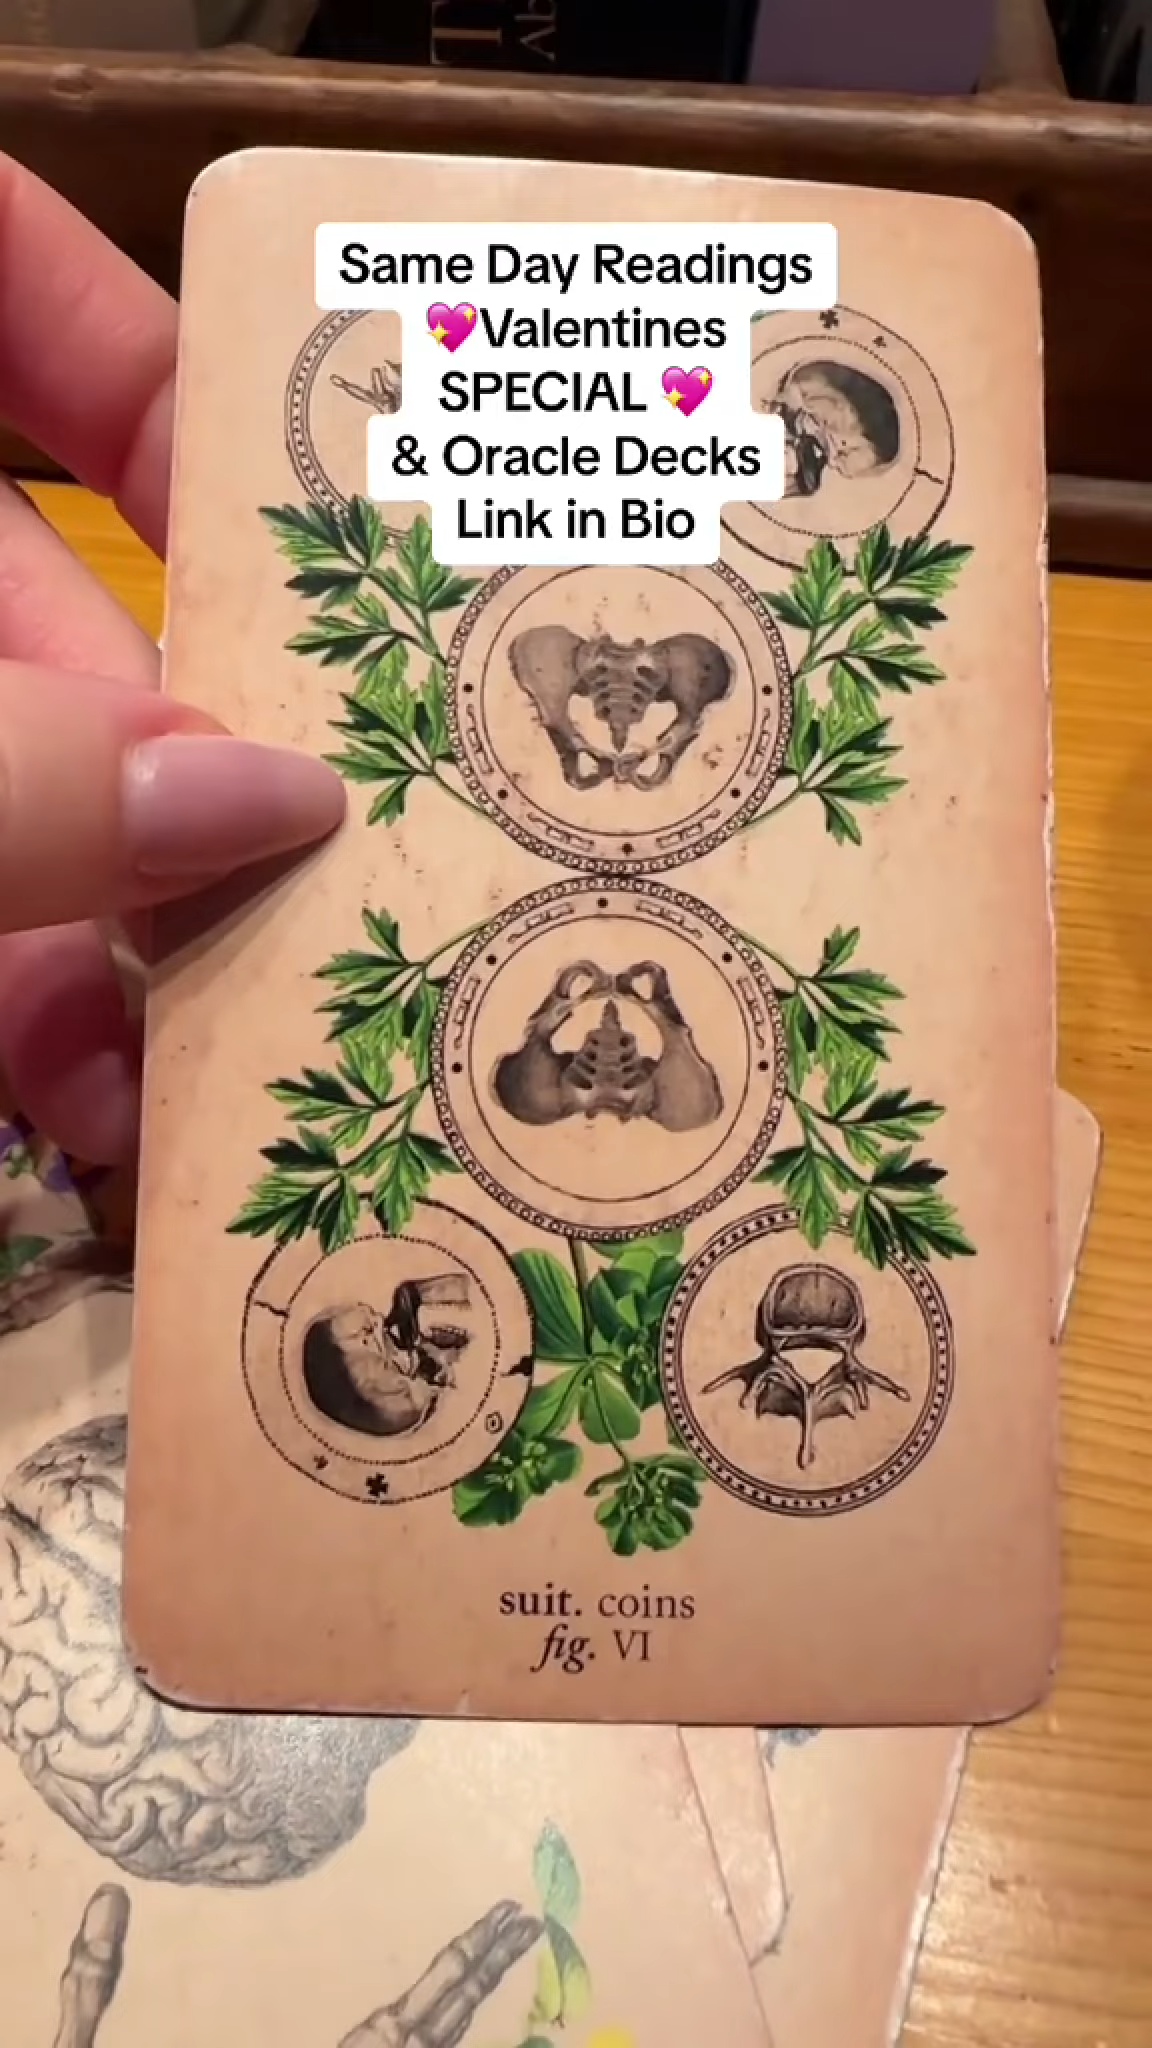 Same Day Readings
💖Valentines
SPECIAL 💖
& Oracle Decks
Link in Bio
suit. coins
fig. VI